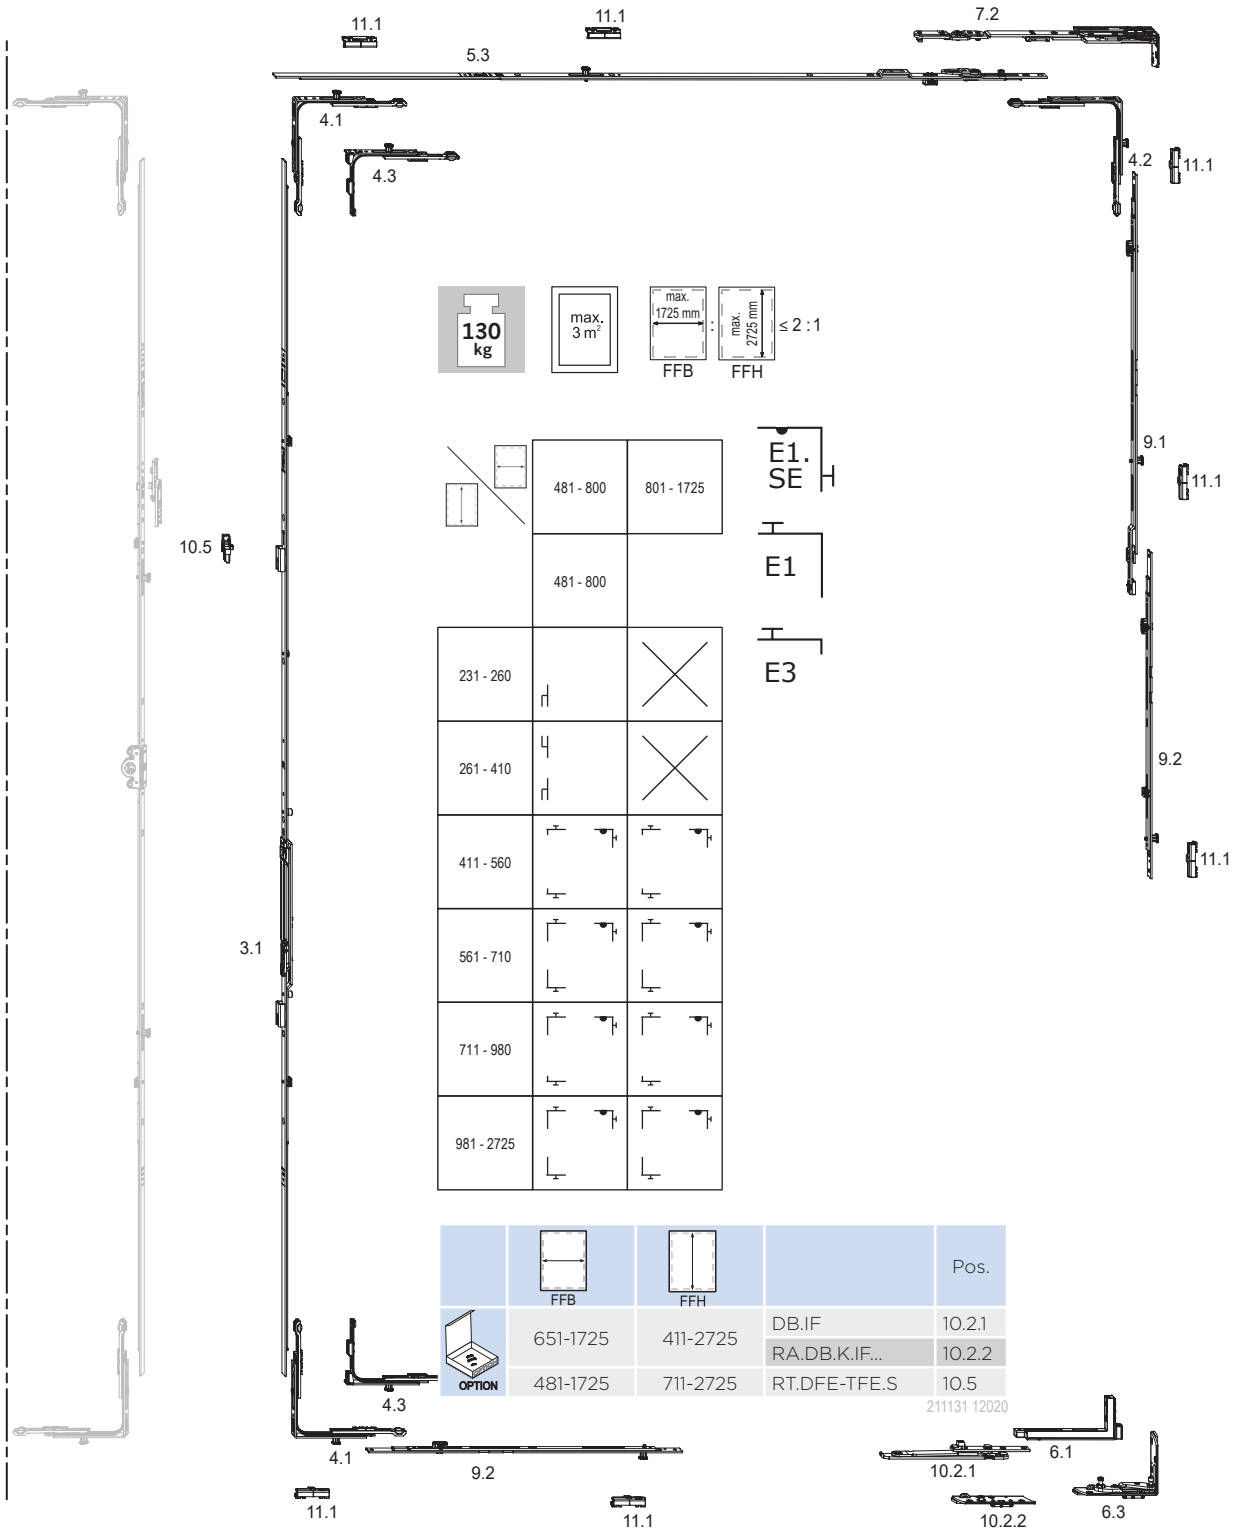 11.1
11.1
7.2
5.3
4.1
4.2
11.1
4.3
130
kg
max.
3 m²
max.
1725 mm
:
max.
2725 mm
≤ 2 : 1
FFB
FFH
E1.
SE
9.1
481 - 800
801 - 1725
11.1
10.5
481 - 800
E1
231 - 260
E3
261 - 410
9.2
411 - 560
11.1
3.1
561 - 710
711 - 980
981 - 2725
FFB
FFH
Pos.
OPTION
651-1725
411-2725
DB.IF
10.2.1
RA.DB.K.IF...
10.2.2
481-1725
711-2725
RT.DFE-TFE.S
10.5
211131 12020
4.3
4.1
9.2
6.1
10.2.1
11.1
11.1
10.2.2
6.3